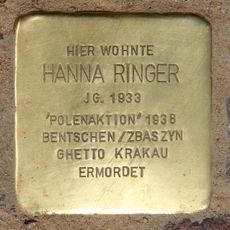 HIER WOHNTE
HANNA RINGER
JG. 1933
"POLENAKTION" 1938
BENTSCHEN/ZBASZYN
GHETTO KRAKAU
ERMORDET